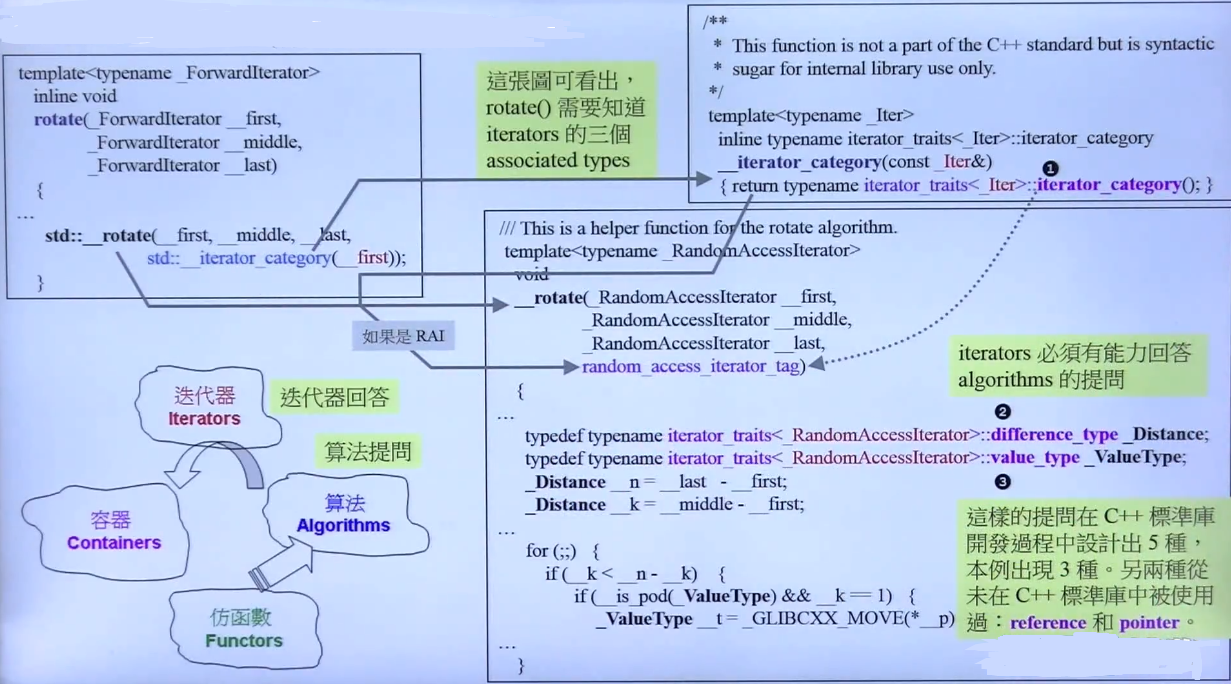 template<typename _ForwardIterator>
inline void
rotate(_ForwardIterator __first,
_ForwardIterator __middle,
_ForwardIterator __last)
{
...
std::__rotate(__first, __middle, __last,
std::__iterator_category(__first));
}
這張圖可看出，
rotate() 需要知道
iterators 的三個
associated types
/**
* This function is not a part of the C++ standard but is syntactic
* sugar for internal library use only.
*/
template<typename _Iter>
inline typename iterator_traits<_Iter>::iterator_category
__iterator_category(const _Iter&)
❶
{ return typename iterator_traits<_Iter>::iterator_category(); }
/// This is a helper function for the rotate algorithm.
template<typename _RandomAccessIterator>
void
__rotate(_RandomAccessIterator __first,
_RandomAccessIterator __middle,
_RandomAccessIterator __last,
random_access_iterator_tag)
{
...
❷
typedef typename iterator_traits<_RandomAccessIterator>::difference_type _Distance;
typedef typename iterator_traits<_RandomAccessIterator>::value_type _ValueType;
❸
_Distance __n = __last - __first;
_Distance __k = __middle - __first;
...
for (;;) {
if (__k < __n - __k) {
if (__is_pod(_ValueType) && __k == 1) {
_ValueType __t = _GLIBCXX_MOVE(*__p)
...
}
如果是 RAI
iterators 必須有能力回答
algorithms 的提問
這樣的提問在 C++ 標準庫
開發過程中設計出 5 種，
本例出現 3 種。另兩種從
未在 C++ 標準庫中被使用
過：reference 和 pointer。
迭代器
Iterators
迭代器回答
算法提問
容器
Containers
算法
Algorithms
仿函數
Functors